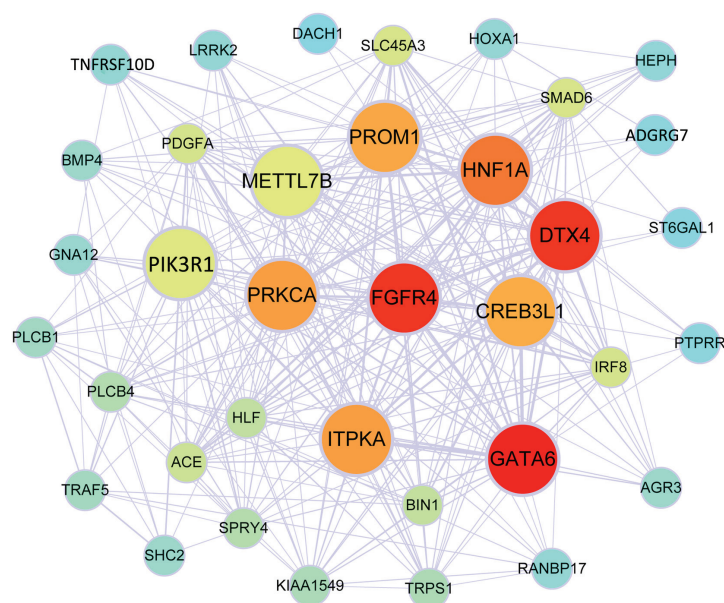 DACH1
SLC45A3
HOXA1
LRRK2
TNFRSF10D
HEPH
SMAD6
PROM1
ADGRG7
PDGFA
BMP4
HNF1A
METTL7B
ST6GAL1
DTX4
GNA12
PIK3R1
PRKCA
FGFR4
CREB3L1
PLCB1
PTPRR
IRF8
PLCB4
HLF
ITPKA
GATA6
ACE
AGR3
TRAF5
BIN1
SPRY4
SHC2
RANBP17
KIAA1549
TRPS1